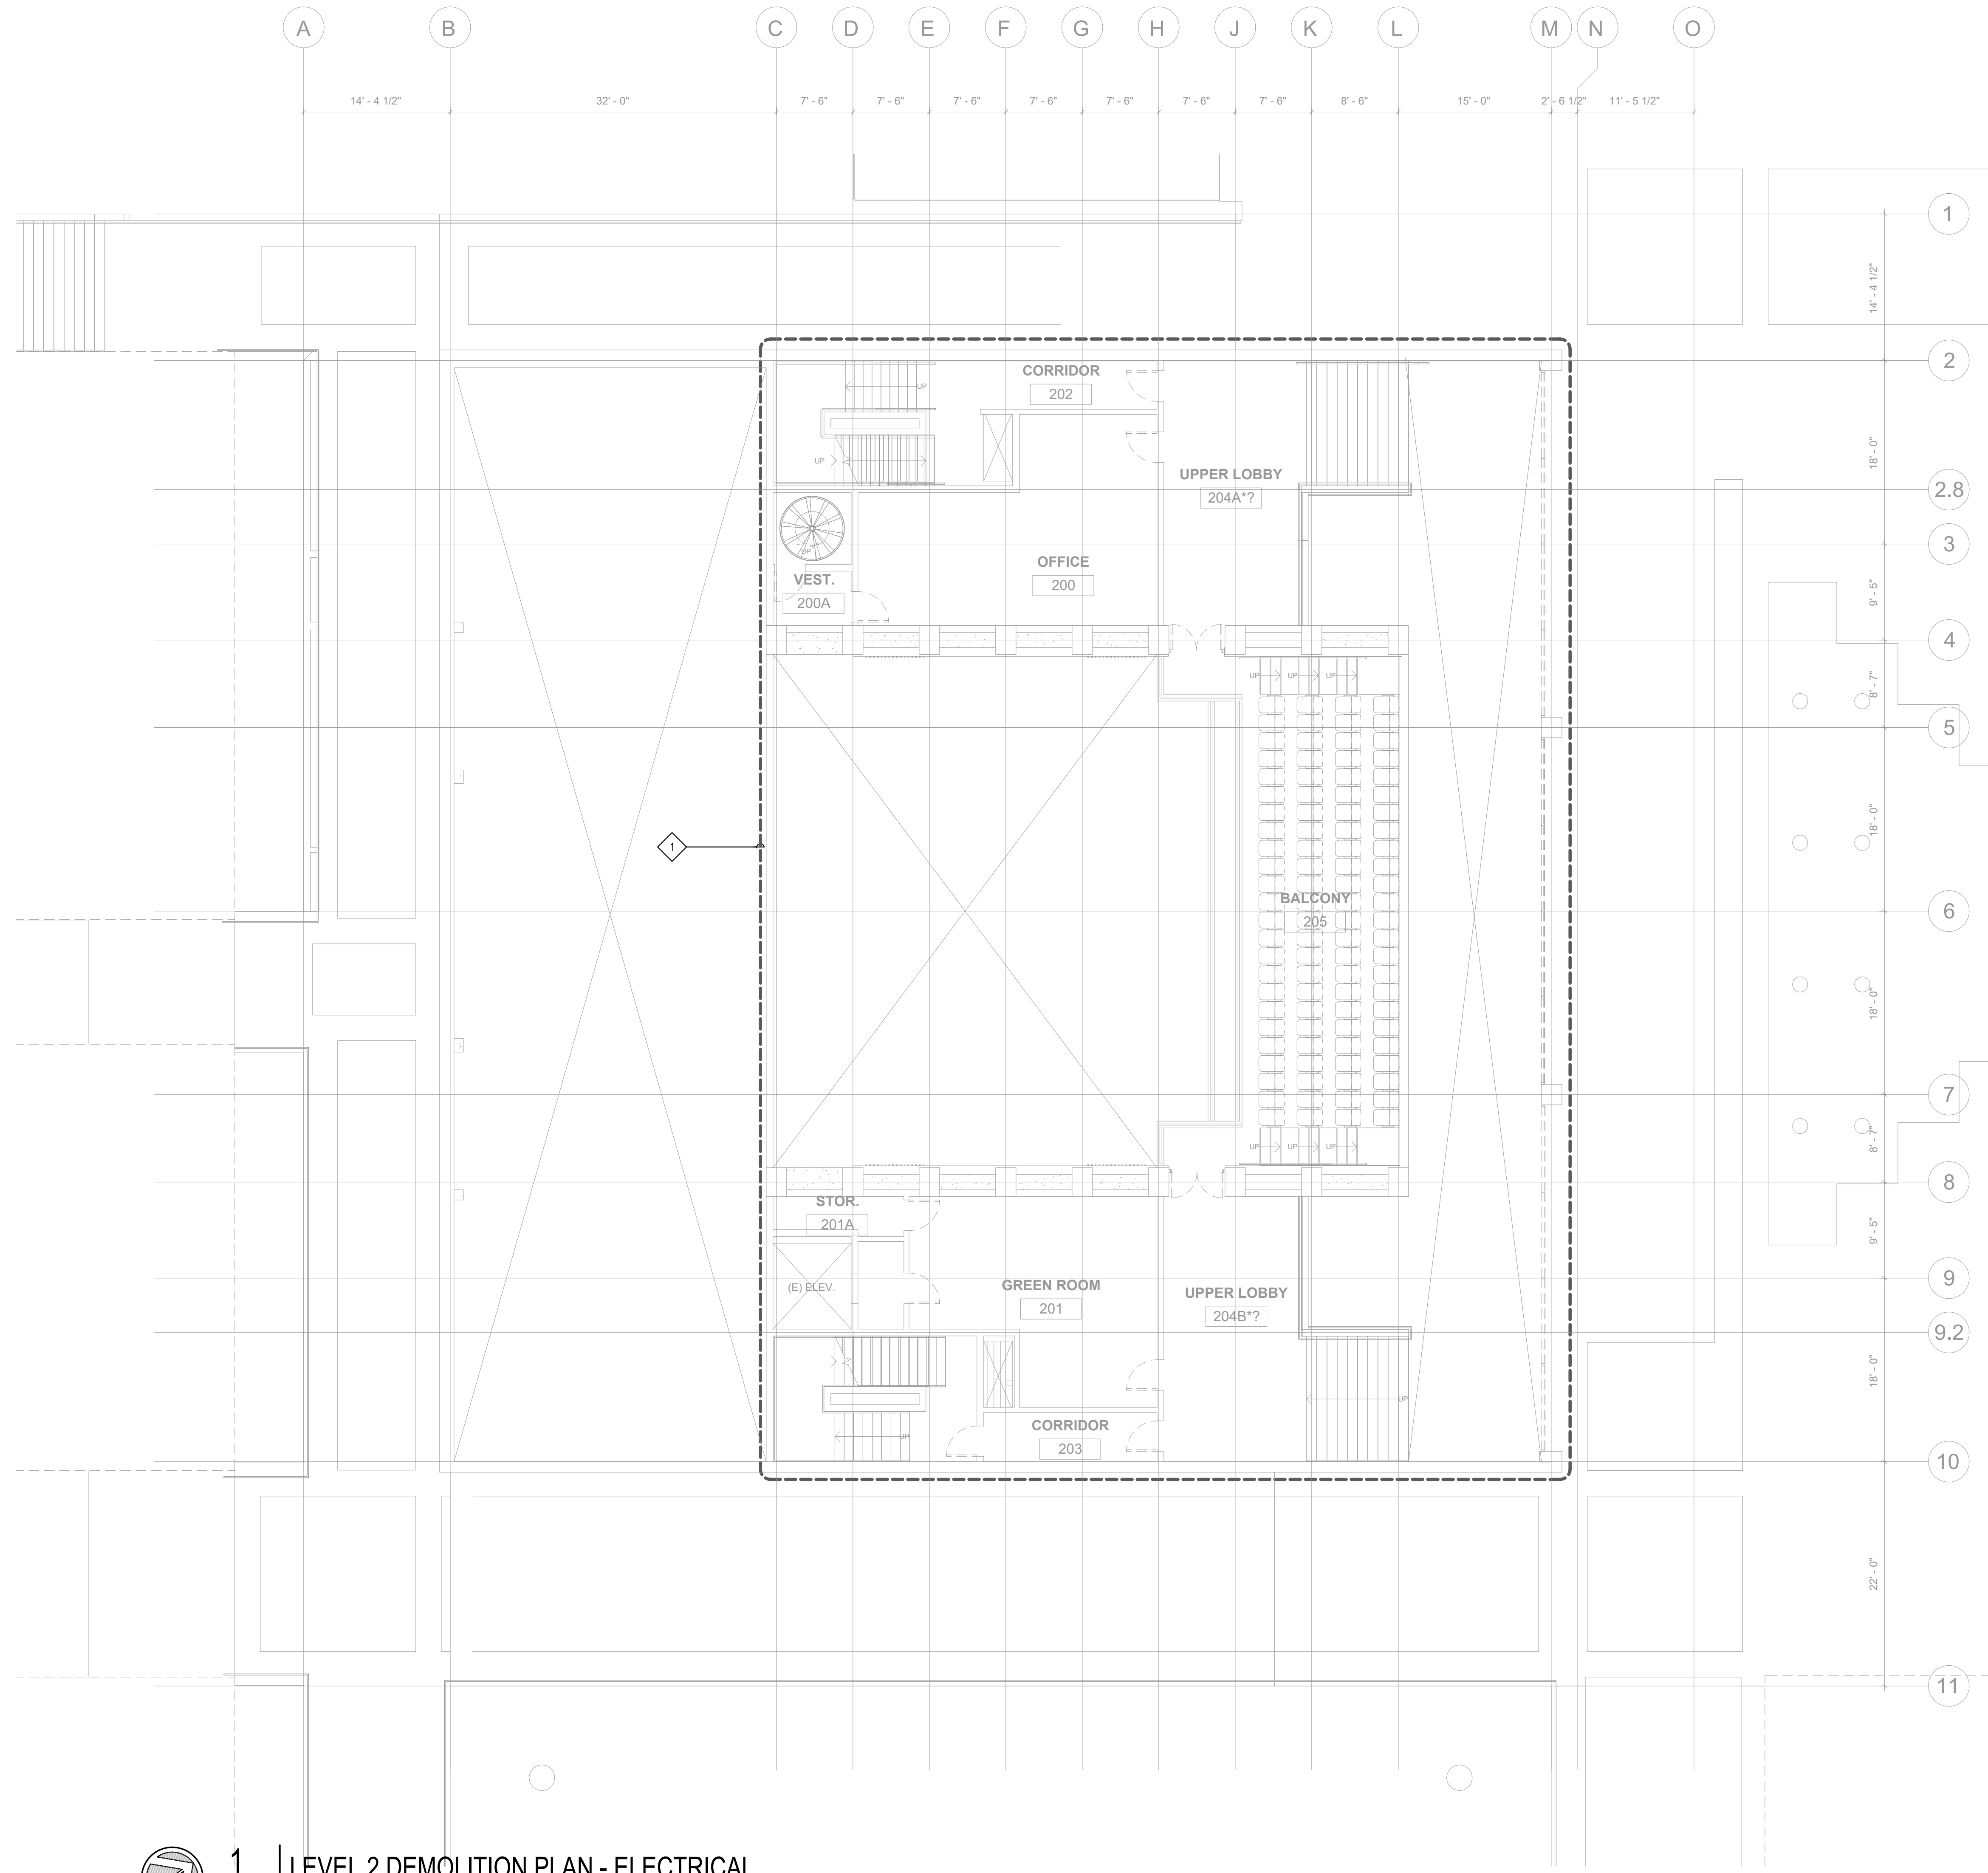 A B C D E F G H J K L M N O
14' - 4 1/2" 32' - 0" 7' - 6" 7' - 6" 7' - 6" 7' - 6" 7' - 6" 7' - 6" 7' - 6" 8' - 6" 15' - 0" 2' - 6 1/2" 11' - 5 1/2"
1
14' - 4 1/2"
2
CORRIDOR
202
UP
18' - 0"
UP
UPPER LOBBY
204A*?
2.8
3
UP
OFFICE
200
VEST.
200A
9' - 5"
4
UP UP UP
8' - 7"
5
18' - 0"
1
BALCONY
205
6
18' - 0"
7
UP UP UP
8' - 7"
8
STOR.
201A
9' - 5"
9
(E) ELEV.
GREEN ROOM
201
UPPER LOBBY
204B*?
9.2
18' - 0"
UP
CORRIDOR
203
UP
10
22' - 0"
11
1 LEVEL 2 DEMOLITION PLAN - ELECTRICAL